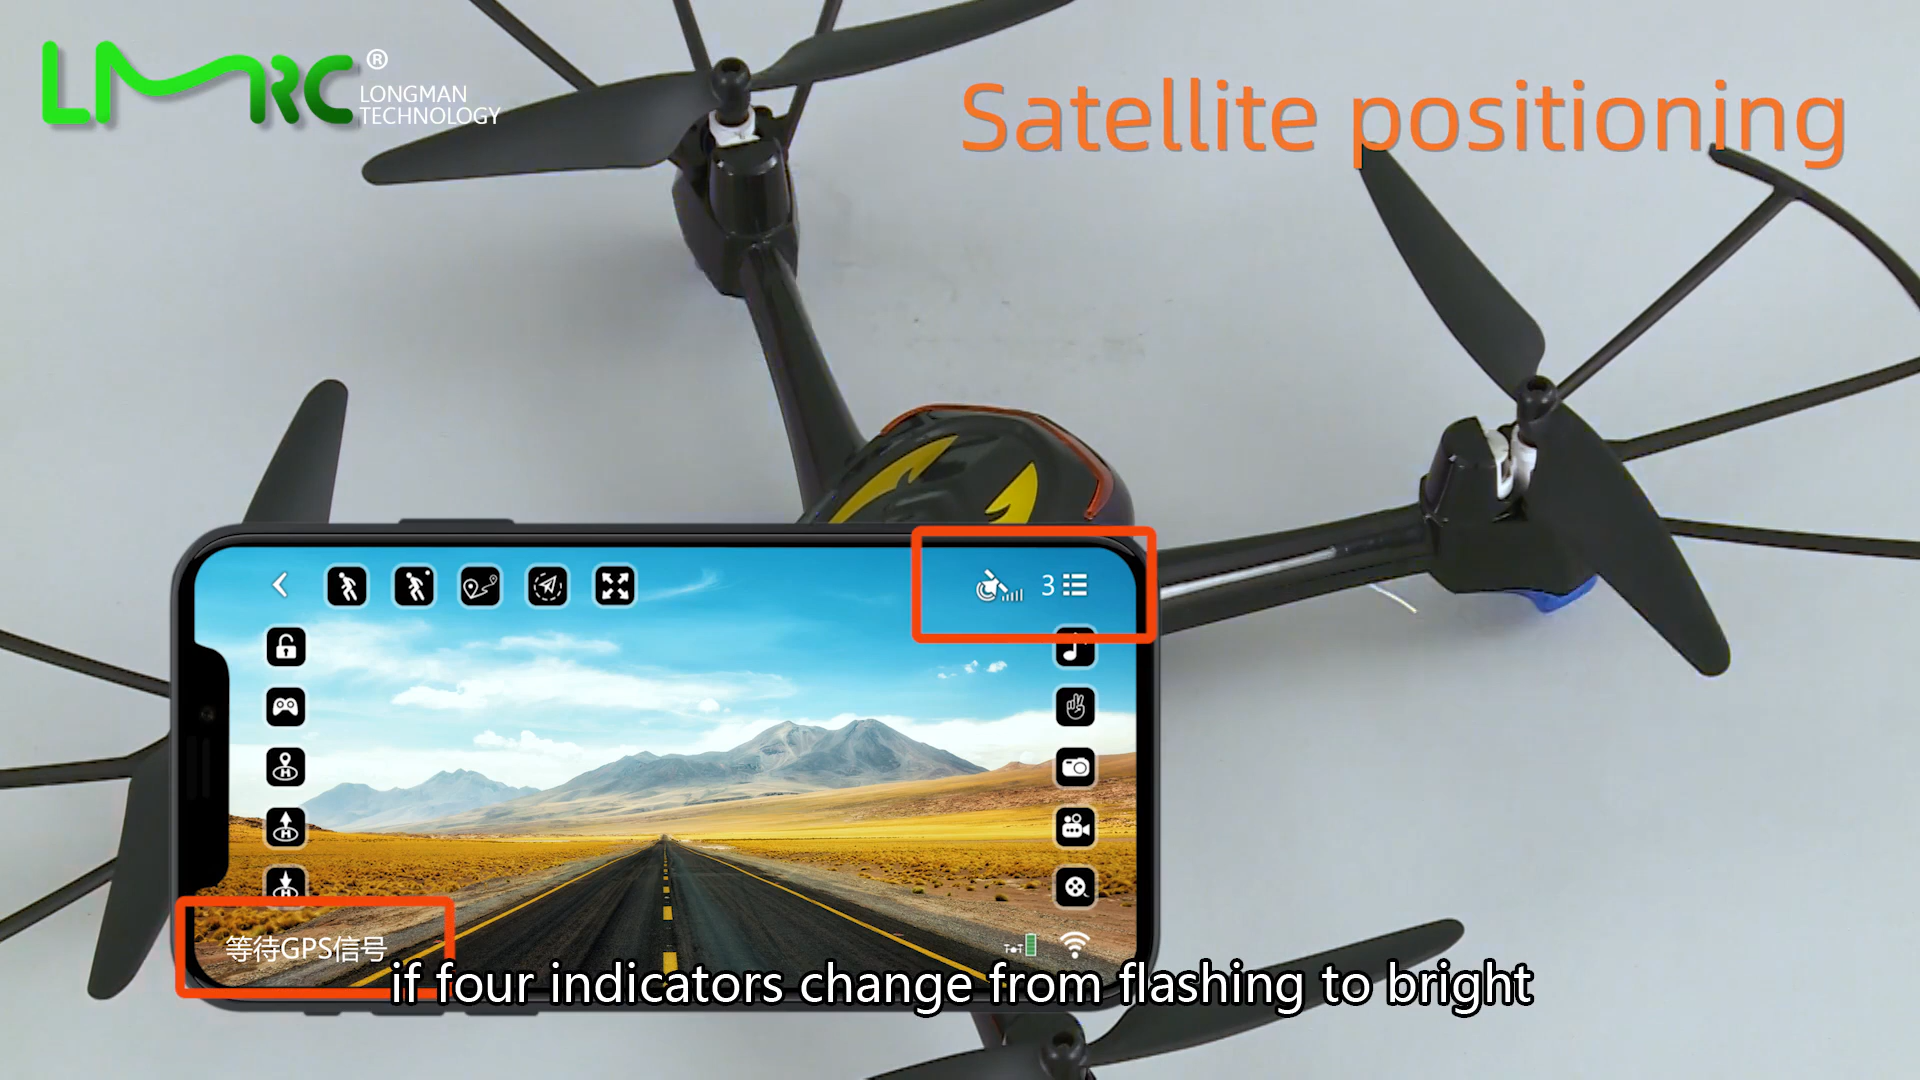 LMRC®
LONGMAN
TECHNOLOGY
Satellite positioning
3
等待GPS信号
if four indicators change from flashing to bright